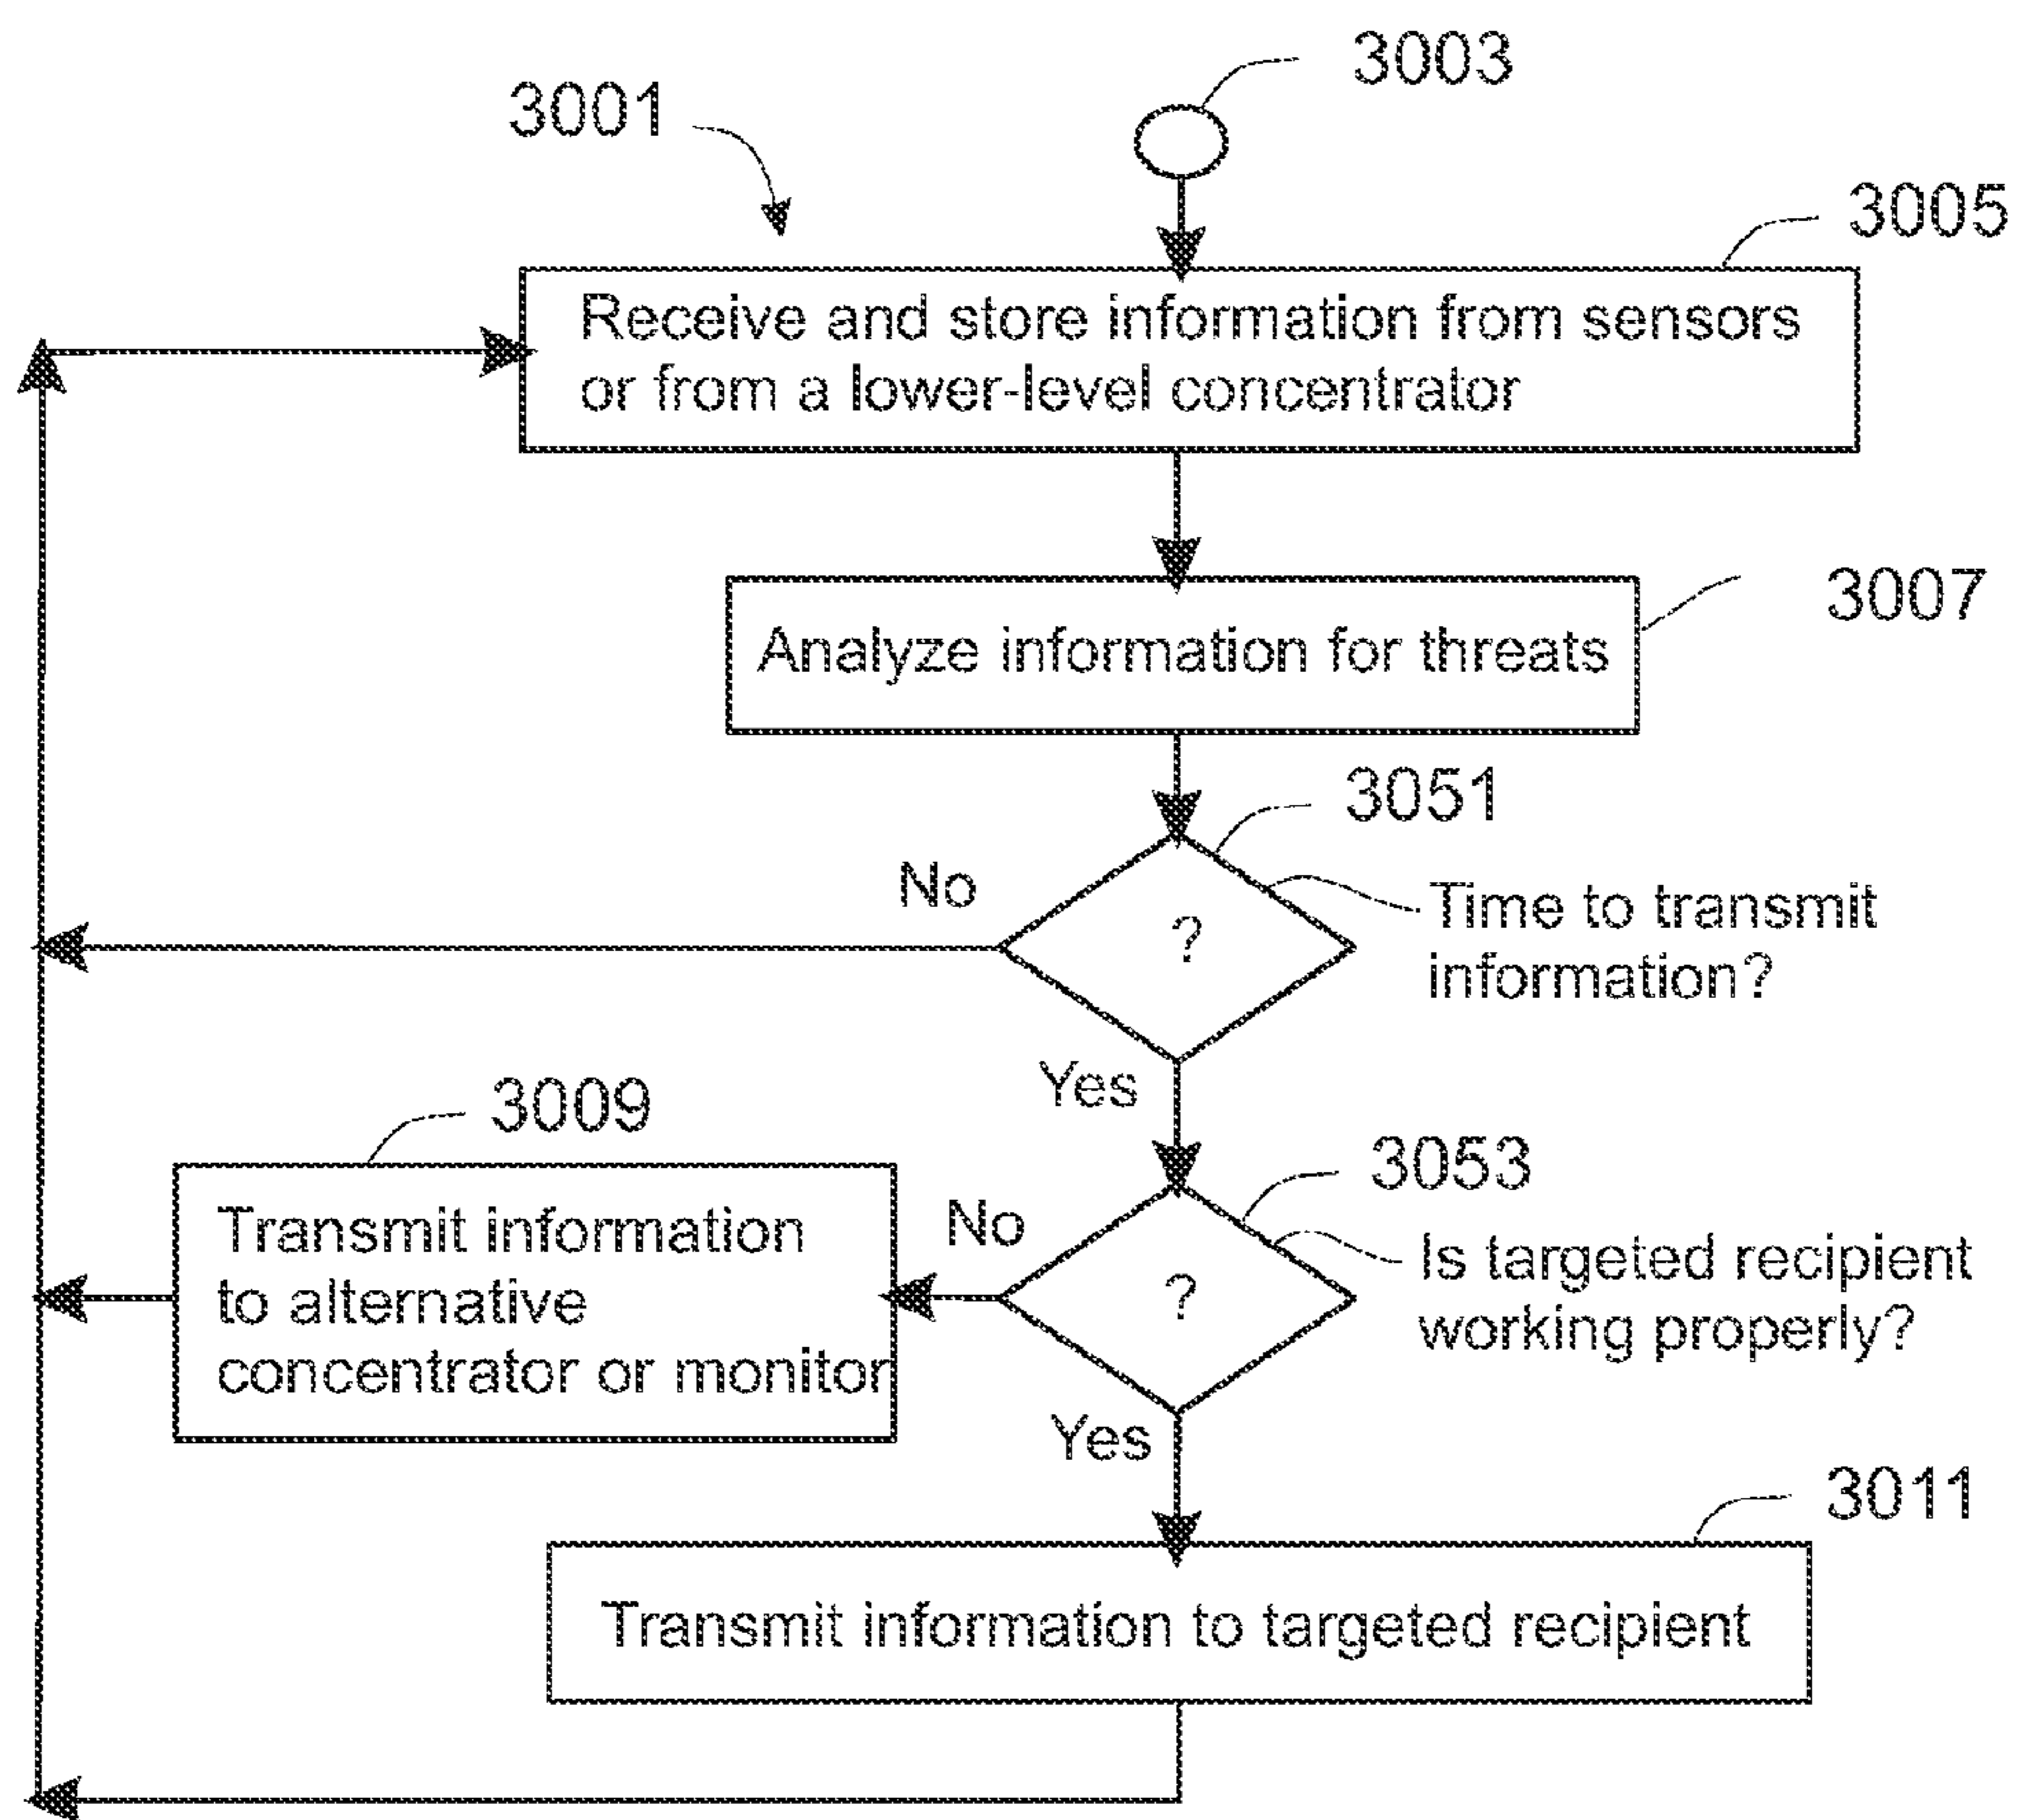 3003
3001
3005
Receive and store information from sensors
or from a lower-level concentrator
3007
Analyze information for threats
3051
No
?
Time to transmit
information?
Yes
3009
3053
Transmit information
to alternative
concentrator or monitor
No
?
Is targeted recipient
working properly?
Yes
3011
Transmit information to targeted recipient